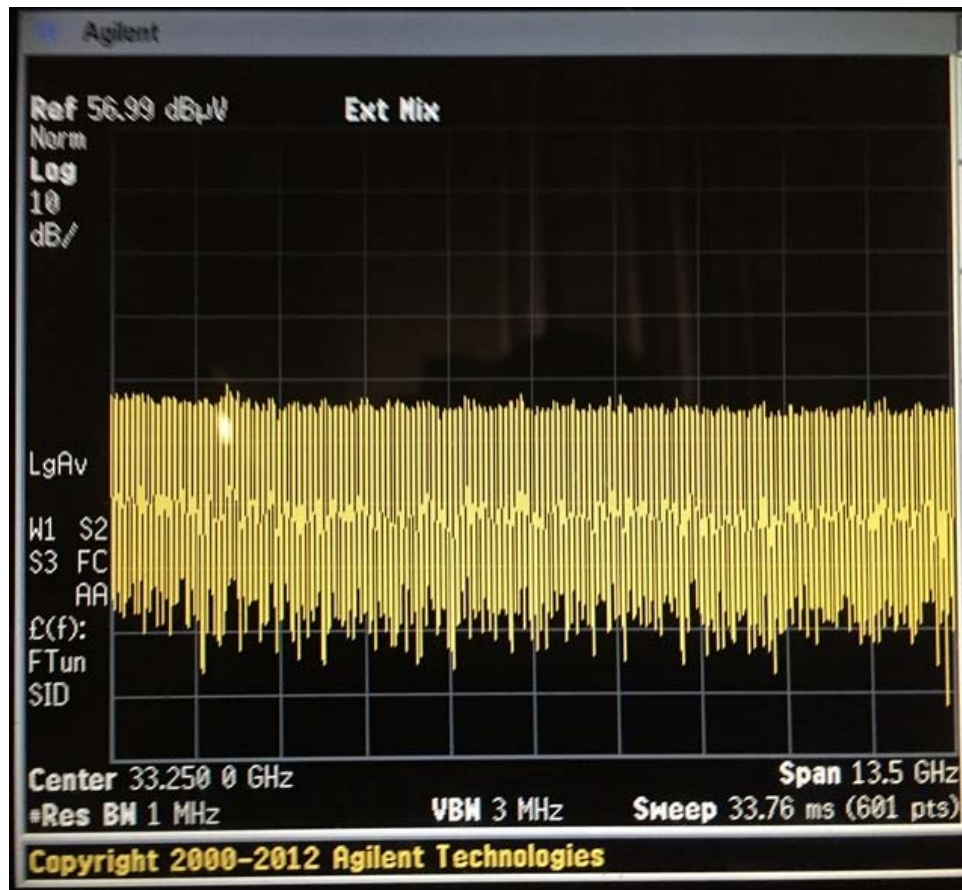 Agilent
Ref 56.99 dBµV Ext Mix
Norm
Log
10
dB/
LgAv
W1 S2
S3 FC
AA
£(f):
FTun
SID
Center 33.250 0 GHz Span 13.5 GHz
#Res BW 1 MHz VBW 3 MHz Sweep 33.76 ms (601 pts)
Copyright 2000-2012 Agilent Technologies